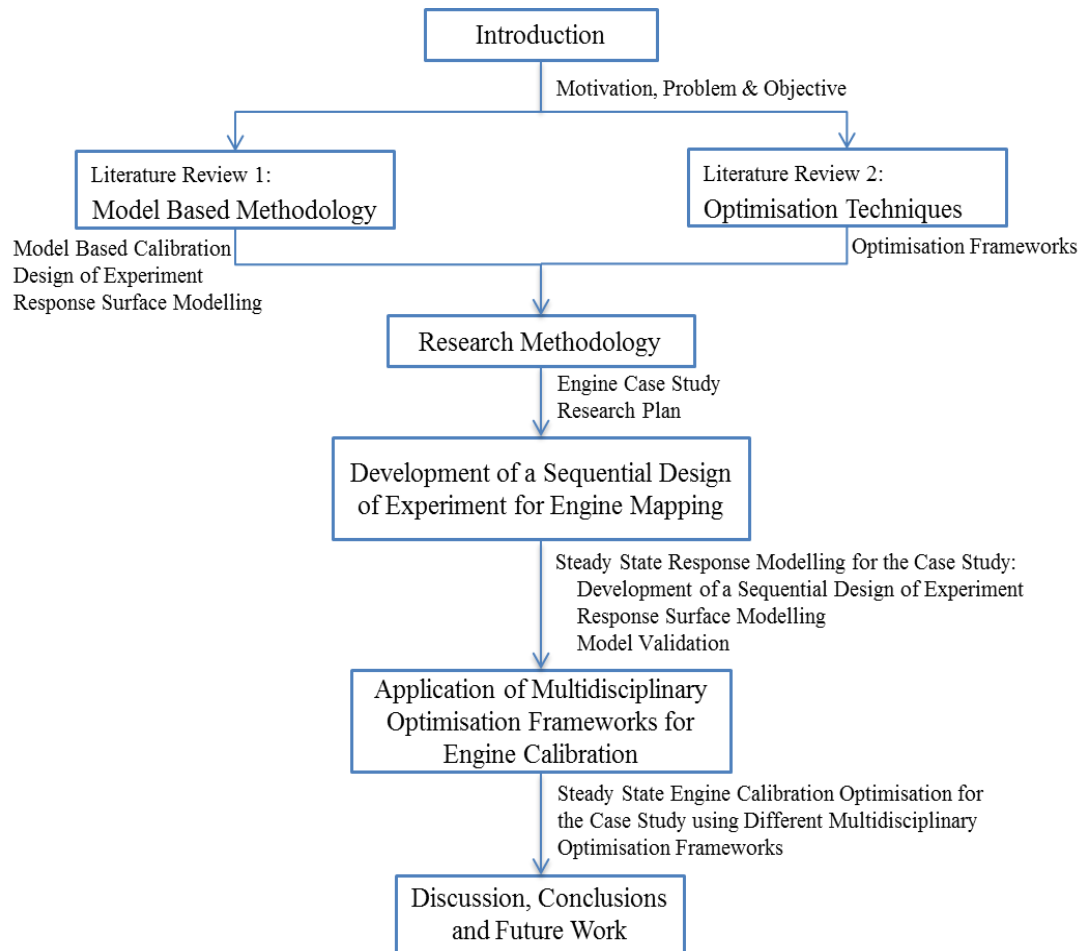 Introduction
Motivation, Problem & Objective
Literature Review 1:
Model Based Methodology
Literature Review 2:
Optimisation Techniques
Model Based Calibration
Design of Experiment
Response Surface Modelling
Optimisation Frameworks
Research Methodology
Engine Case Study
Research Plan
Development of a Sequential Design
of Experiment for Engine Mapping
Steady State Response Modelling for the Case Study:
Development of a Sequential Design of Experiment
Response Surface Modelling
Model Validation
Application of Multidisciplinary
Optimisation Frameworks for
Engine Calibration
Steady State Engine Calibration Optimisation for
the Case Study using Different Multidisciplinary
Optimisation Frameworks
Discussion, Conclusions
and Future Work